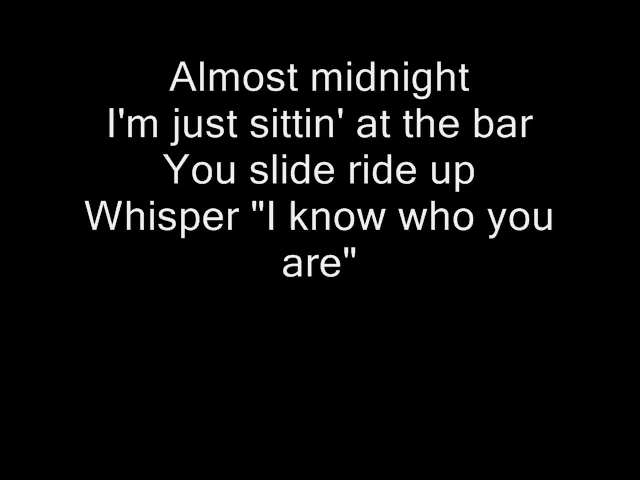 Almost midnight
I'm just sittin' at the bar
You slide ride up
Whisper "I know who you
are"